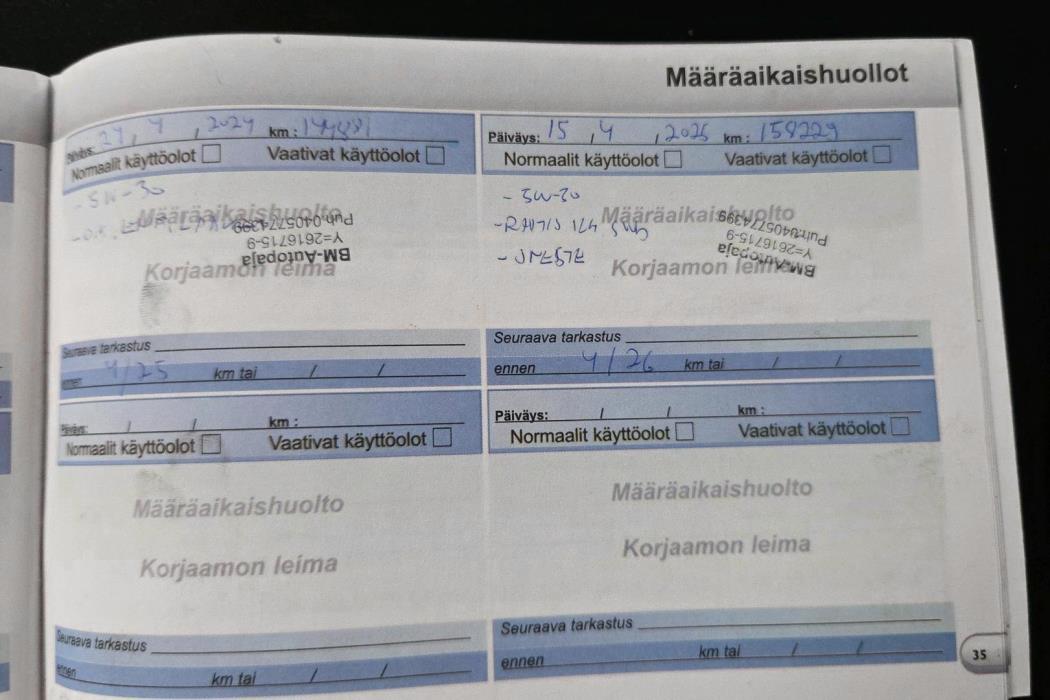 Määräaikaishuollot
Päiväys: 24 , 4 , 2024 km :
Normaalit käyttöolot Vaativat käyttöolot
- 5W-30
Määräaikaishuolto
Puh.0405774399
Y=2616715-9
BM-Autopaja
Korjaamon leima
Seuraava tarkastus
ennen 4/25 km tai / /
Päiväys: 15 , 4 , 2025 km : 158229
Normaalit käyttöolot Vaativat käyttöolot
- 5W-30
Määräaikaishuolto
Puh.0405774399
Y=2616715-9
BM-Autopaja
Korjaamon leima
Seuraava tarkastus
ennen 4/26 km tai / /
Päiväys: / / km :
Normaalit käyttöolot Vaativat käyttöolot
Määräaikaishuolto
Korjaamon leima
Seuraava tarkastus
ennen km tai / /
Päiväys: / / km :
Normaalit käyttöolot Vaativat käyttöolot
Määräaikaishuolto
Korjaamon leima
Seuraava tarkastus
ennen km tai / /
35